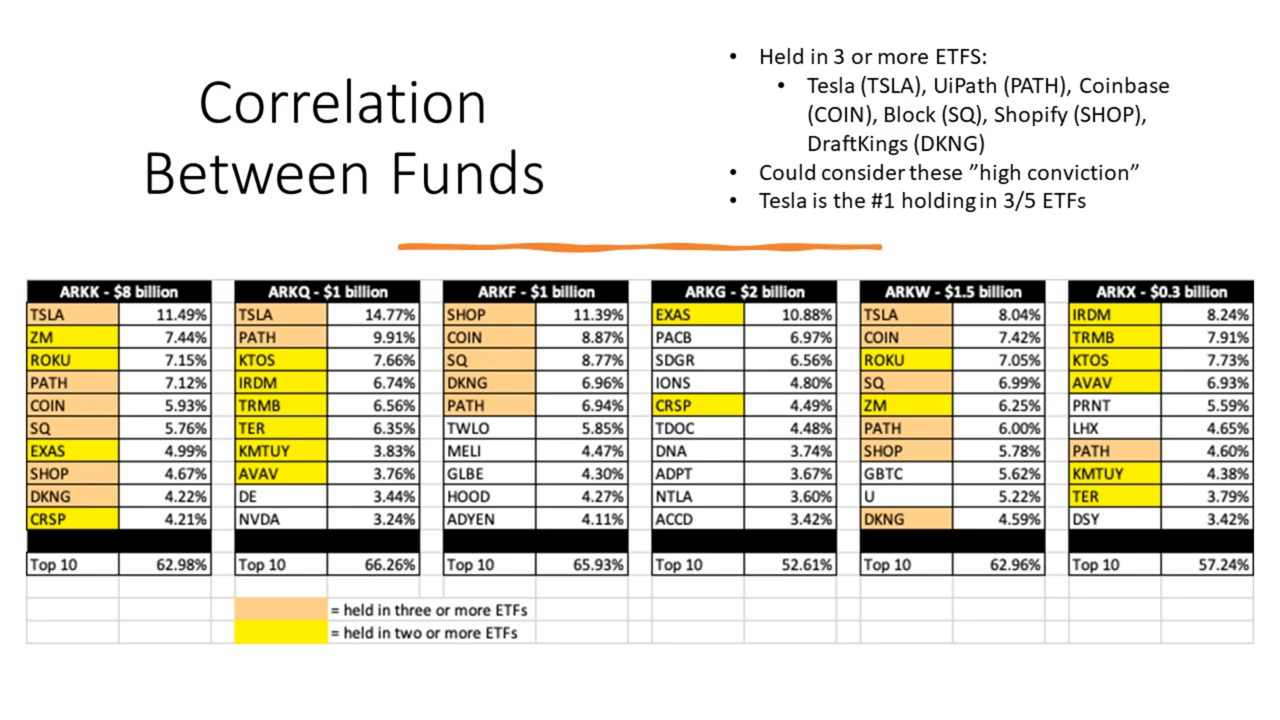 Correlation
Between Funds
• Held in 3 or more ETFS:
• Tesla (TSLA), UiPath (PATH), Coinbase
(COIN), Block (SQ), Shopify (SHOP),
DraftKings (DKNG)
• Could consider these ”high conviction”
• Tesla is the #1 holding in 3/5 ETFs
ARKK - $8 billion ARKQ - $1 billion ARKF - $1 billion ARKG - $2 billion ARKW - $1.5 billion ARKX - $0.3 billion
TSLA 11.49% TSLA 14.77% SHOP 11.39% EXAS 10.88% TSLA 8.04% IRDM 8.24%
ZM 7.44% PATH 9.91% COIN 8.87% PACB 6.97% COIN 7.42% TRMB 7.91%
ROKU 7.15% KTOS 7.66% SQ 8.77% SDGR 6.56% ROKU 7.05% KTOS 7.73%
PATH 7.12% IRDM 6.74% DKNG 6.96% IONS 4.80% SQ 6.99% AVAV 6.93%
COIN 5.93% TRMB 6.56% PATH 6.94% CRSP 4.49% ZM 6.25% PRNT 5.59%
SQ 5.76% TER 6.35% TWLO 5.85% TDOC 4.48% PATH 6.00% LHX 4.65%
EXAS 4.99% KMTUY 3.83% MELI 4.47% DNA 3.74% SHOP 5.78% PATH 4.60%
SHOP 4.67% AVAV 3.76% GLBE 4.30% ADPT 3.67% GBTC 5.62% KMTUY 4.38%
DKNG 4.22% DE 3.44% HOOD 4.27% NTLA 3.60% U 5.22% TER 3.79%
CRSP 4.21% NVDA 3.24% ADYEN 4.11% ACCD 3.42% DKNG 4.59% DSY 3.42%
Top 10 62.98% Top 10 66.26% Top 10 65.93% Top 10 52.61% Top 10 62.96% Top 10 57.24%
= held in three or more ETFs
= held in two or more ETFs